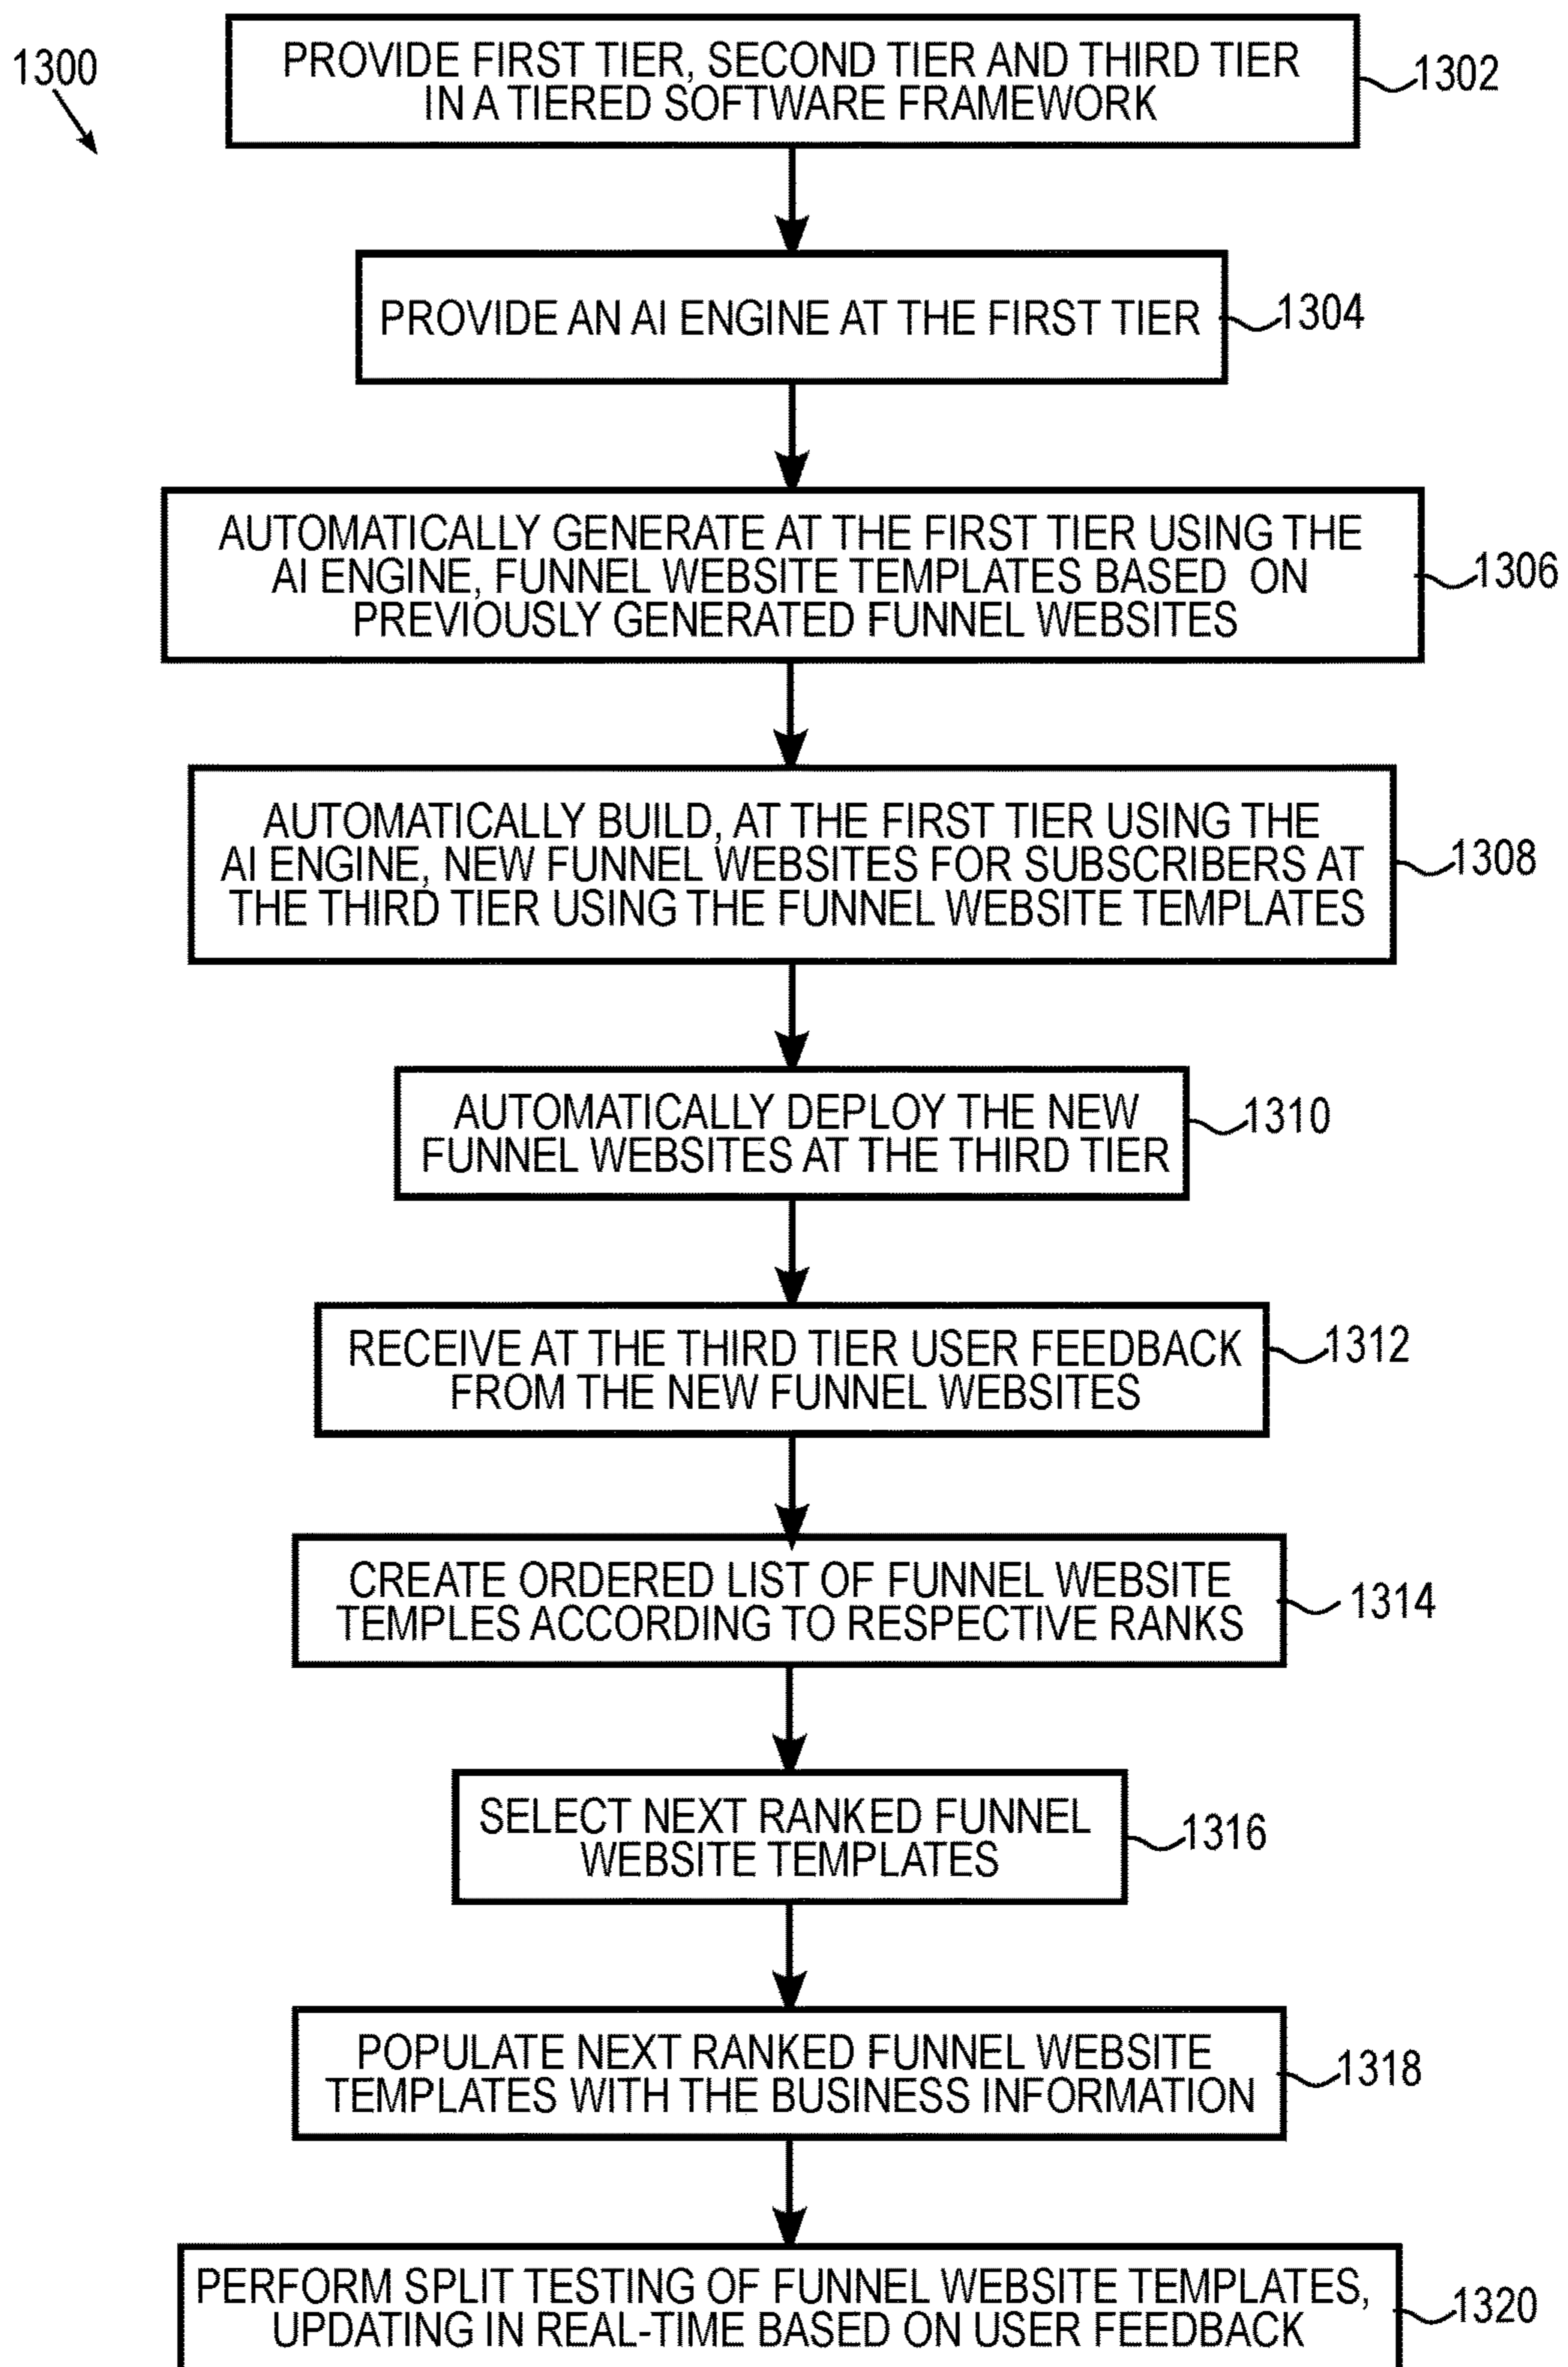 1300
PROVIDE FIRST TIER, SECOND TIER AND THIRD TIER
IN A TIERED SOFTWARE FRAMEWORK
1302
PROVIDE AN AI ENGINE AT THE FIRST TIER
1304
AUTOMATICALLY GENERATE AT THE FIRST TIER USING THE
AI ENGINE, FUNNEL WEBSITE TEMPLATES BASED ON
PREVIOUSLY GENERATED FUNNEL WEBSITES
1306
AUTOMATICALLY BUILD, AT THE FIRST TIER USING THE
AI ENGINE, NEW FUNNEL WEBSITES FOR SUBSCRIBERS AT
THE THIRD TIER USING THE FUNNEL WEBSITE TEMPLATES
1308
AUTOMATICALLY DEPLOY THE NEW
FUNNEL WEBSITES AT THE THIRD TIER
1310
RECEIVE AT THE THIRD TIER USER FEEDBACK
FROM THE NEW FUNNEL WEBSITES
1312
CREATE ORDERED LIST OF FUNNEL WEBSITE
TEMPLES ACCORDING TO RESPECTIVE RANKS
1314
SELECT NEXT RANKED FUNNEL
WEBSITE TEMPLATES
1316
POPULATE NEXT RANKED FUNNEL WEBSITE
TEMPLATES WITH THE BUSINESS INFORMATION
1318
PERFORM SPLIT TESTING OF FUNNEL WEBSITE TEMPLATES,
UPDATING IN REAL-TIME BASED ON USER FEEDBACK
1320